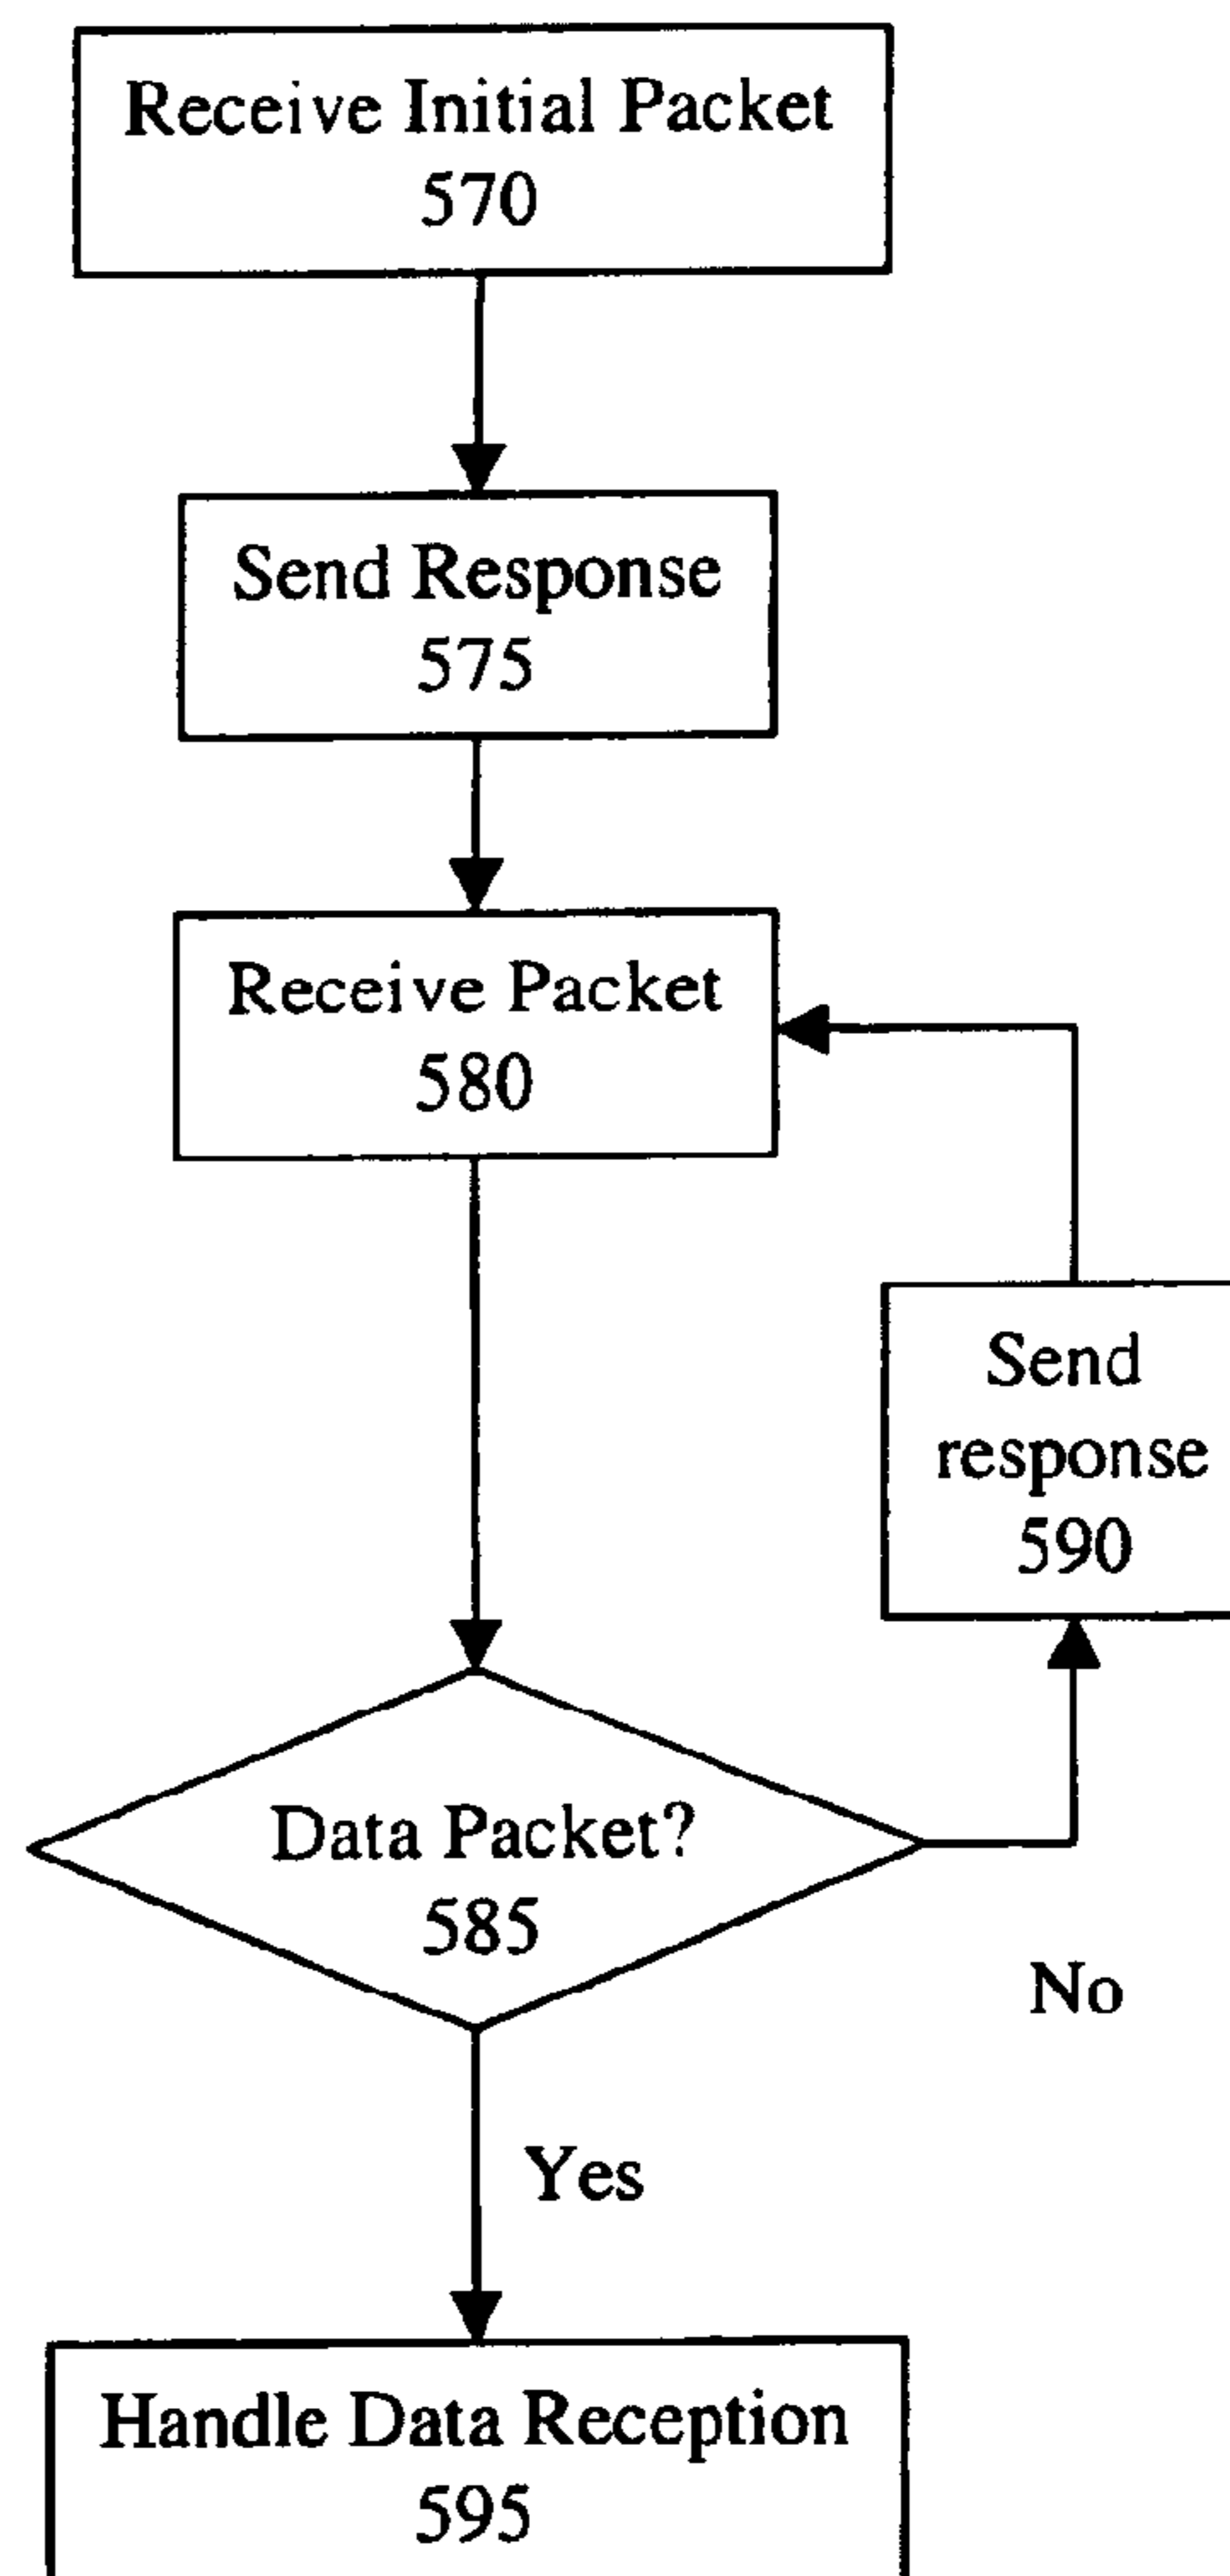 Receive Initial Packet
570
Send Response
575
Receive Packet
580
Send
response
590
Data Packet?
585
No
Yes
Handle Data Reception
595